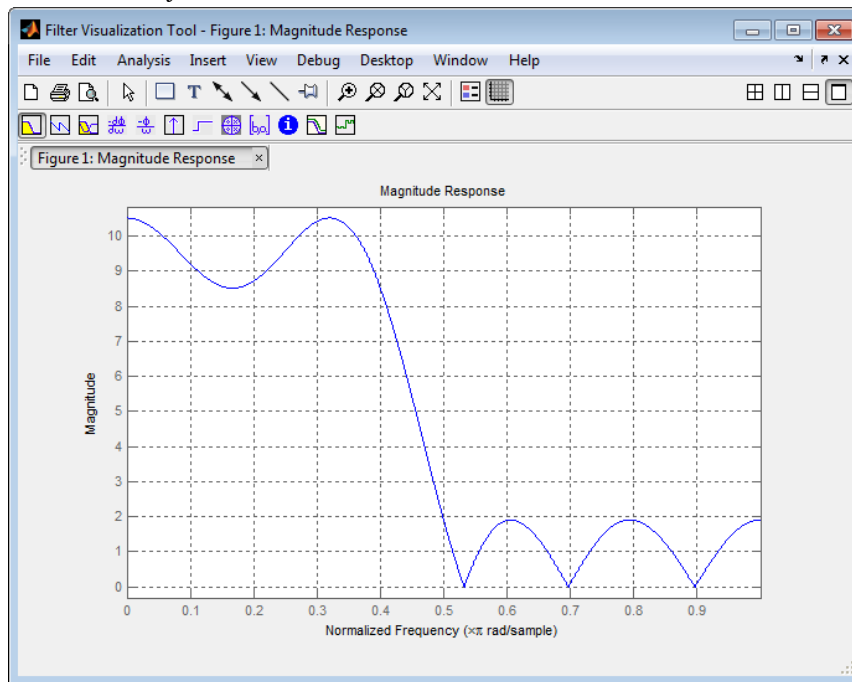 Filter Visualization Tool - Figure 1: Magnitude Response
File Edit Analysis Insert View Debug Desktop Window Help
Figure 1: Magnitude Response ×
Magnitude Response
10
9
8
7
6
5
4
3
2
1
0
Magnitude
0 0.1 0.2 0.3 0.4 0.5 0.6 0.7 0.8 0.9
Normalized Frequency (×π rad/sample)